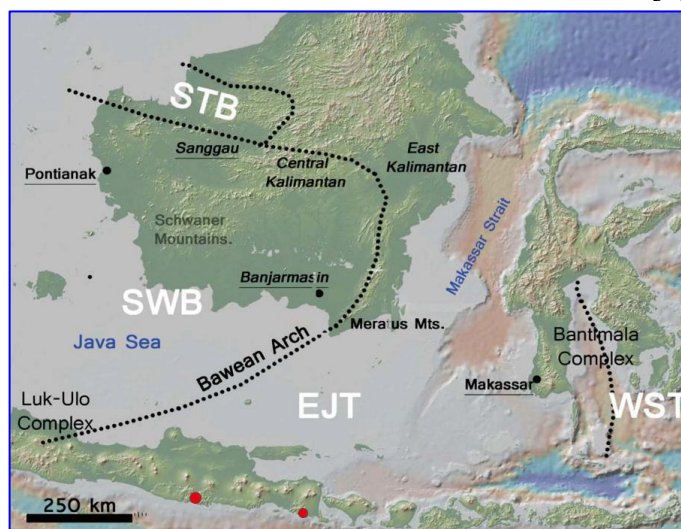 STB
Sanggau
East
Kalimantan
Central
Kalimantan
Pontianak
Makassar Strait
Schwaner
Mountains.
Banjarmasin
SWB
Meratus Mts.
Java Sea
Bawean Arch
Bantimala
Complex
Makassar
Luk-Ulo
Complex
EJT
WST
250 km